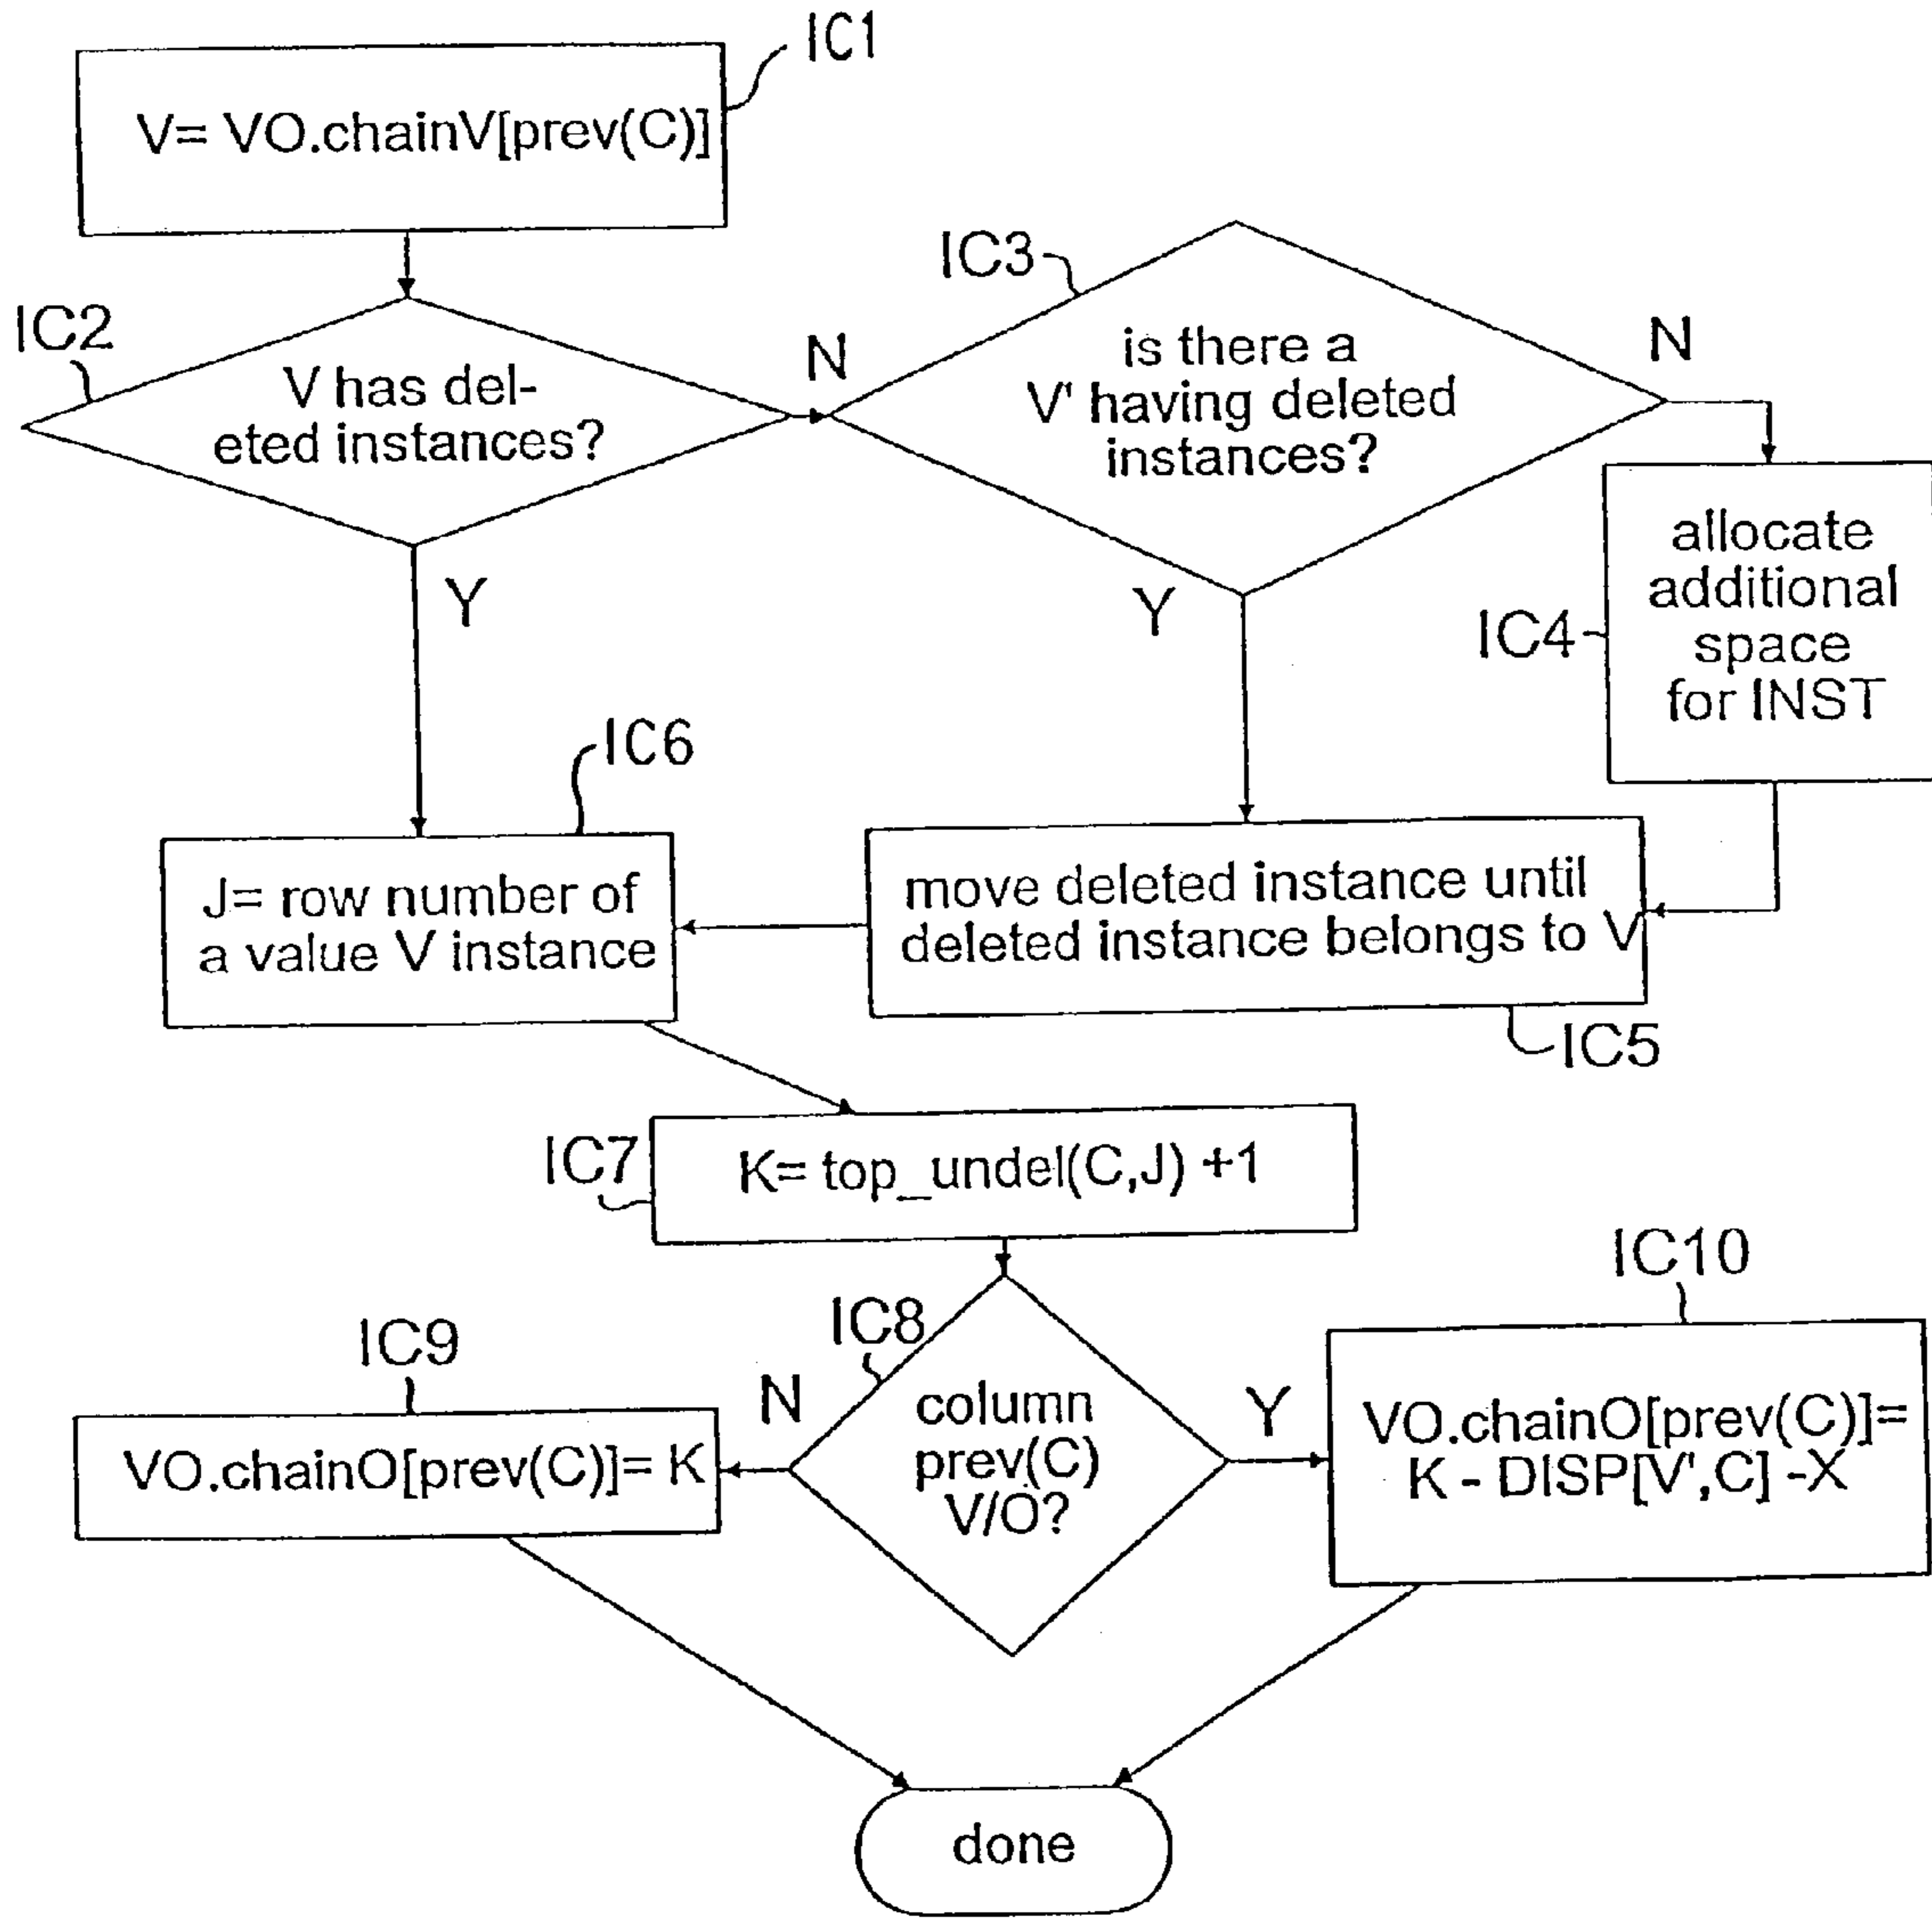 IC1
V= VO.chainV[prev(C)]
IC2
V has del-
eted instances?
N
Y
IC3
is there a
V' having deleted
instances?
N
Y
allocate
additional
space
for INST
IC4
IC6
J= row number of
a value V instance
move deleted instance until
deleted instance belongs to V
IC5
IC7
K= top_undel(C,J) +1
IC8
column
prev(C)
V/O?
N
Y
IC9
VO.chainO[prev(C)]= K
IC10
VO.chainO[prev(C)]=
K - DISP[V',C] -X
done